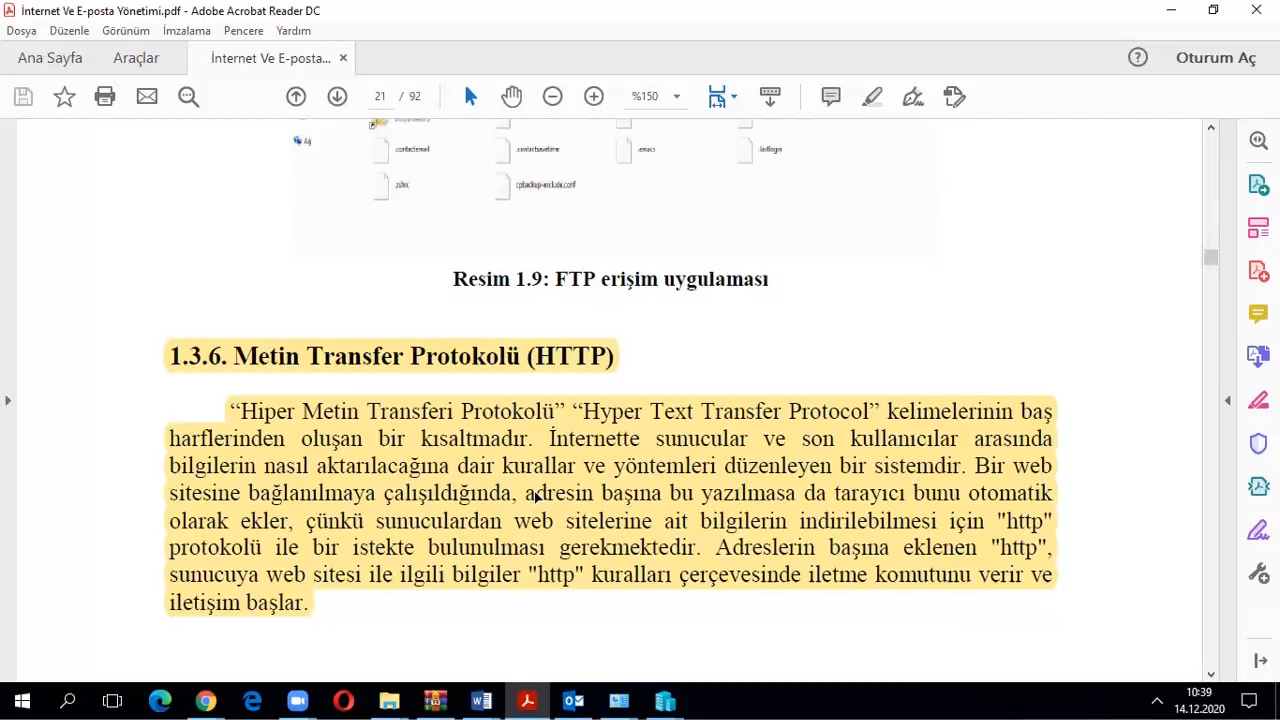 İnternet Ve E-posta Yönetimi.pdf - Adobe Acrobat Reader DC
Dosya Düzenle Görünüm İmzalama Pencere Yardım
Ana Sayfa Araçlar İnternet Ve E-posta... × Oturum Aç
21 / 92 %150
Ağ .contactemail .contactsavetime .emacs .lastlogin
.zshrc cpbackup-exclude.conf
Resim 1.9: FTP erişim uygulaması
1.3.6. Metin Transfer Protokolü (HTTP)
“Hiper Metin Transferi Protokolü” “Hyper Text Transfer Protocol” kelimelerinin baş
harflerinden oluşan bir kısaltmadır. İnternette sunucular ve son kullanıcılar arasında
bilgilerin nasıl aktarılacağına dair kurallar ve yöntemleri düzenleyen bir sistemdir. Bir web
sitesine bağlanılmaya çalışıldığında, adresin başına bu yazılmasa da tarayıcı bunu otomatik
olarak ekler, çünkü sunuculardan web sitelerine ait bilgilerin indirilebilmesi için "http"
protokolü ile bir istekte bulunulması gerekmektedir. Adreslerin başına eklenen "http",
sunucuya web sitesi ile ilgili bilgiler "http" kuralları çerçevesinde iletme komutunu verir ve
iletişim başlar.
10:39
14.12.2020